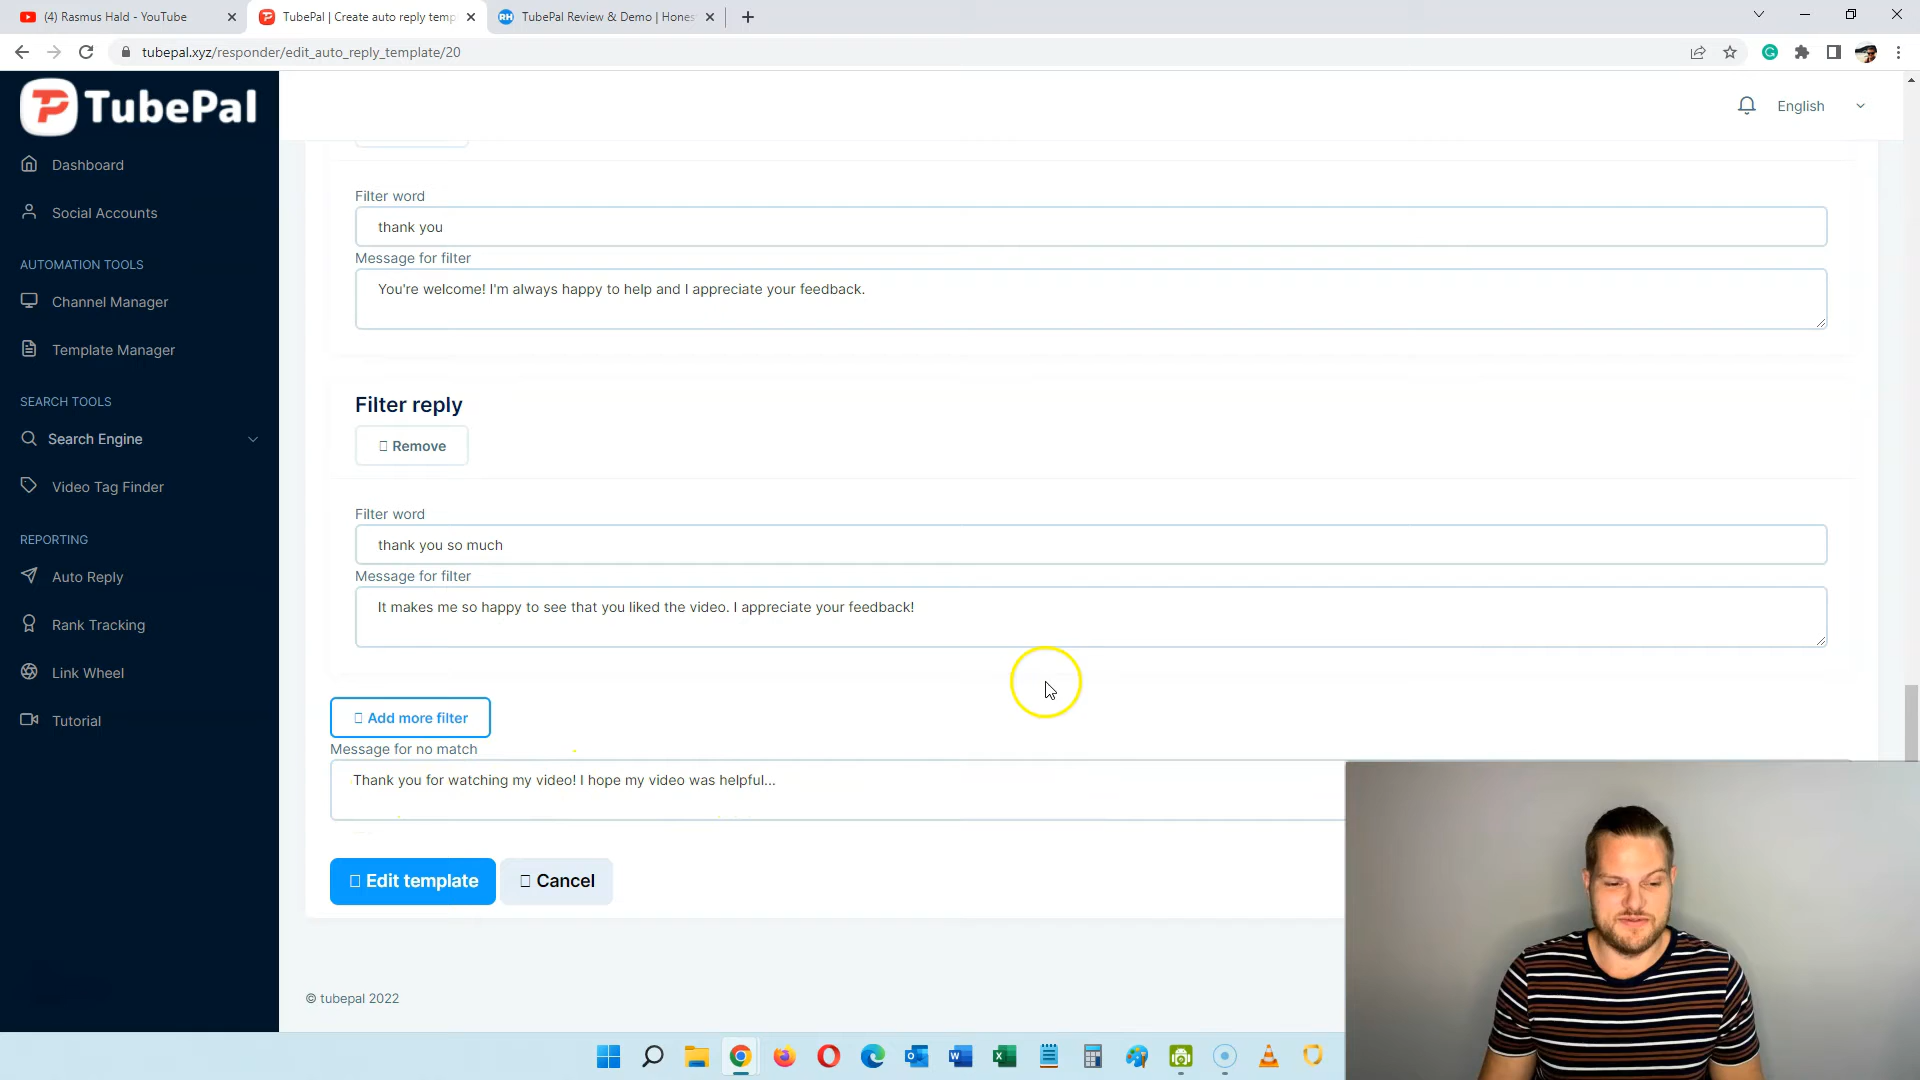 (4) Rasmus Hald - YouTube
TubePal | Create auto reply temp
TubePal Review & Demo | Hones
tubepal.xyz/responder/edit_auto_reply_template/20
TubePal
English
Dashboard
Social Accounts
AUTOMATION TOOLS
Channel Manager
Template Manager
SEARCH TOOLS
Search Engine
Video Tag Finder
REPORTING
Auto Reply
Rank Tracking
Link Wheel
Tutorial
Filter word
thank you
Message for filter
You're welcome! I'm always happy to help and I appreciate your feedback.
Filter reply
Remove
Filter word
thank you so much
Message for filter
It makes me so happy to see that you liked the video. I appreciate your feedback!
Add more filter
Message for no match
Thank you for watching my video! I hope my video was helpful...
Edit template
Cancel
© tubepal 2022